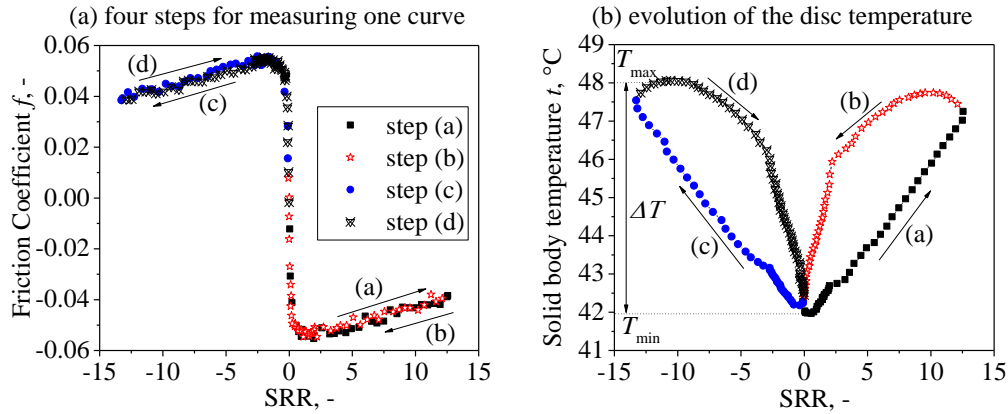 (a) four steps for measuring one curve
0.06
0.04
0.02
0.00
-0.02
-0.04
-0.06
Friction Coefficient f, -
(d)
(c)
step (a)
step (b)
step (c)
step (d)
(a)
(b)
-15 -10 -5 0 5 10 15
SRR, -
(b) evolution of the disc temperature
49
48
47
46
45
44
43
42
41
Solid body temperature t, °C
Tmax
(d)
(b)
ΔT
(c)
(a)
Tmin
-15 -10 -5 0 5 10 15
SRR, -